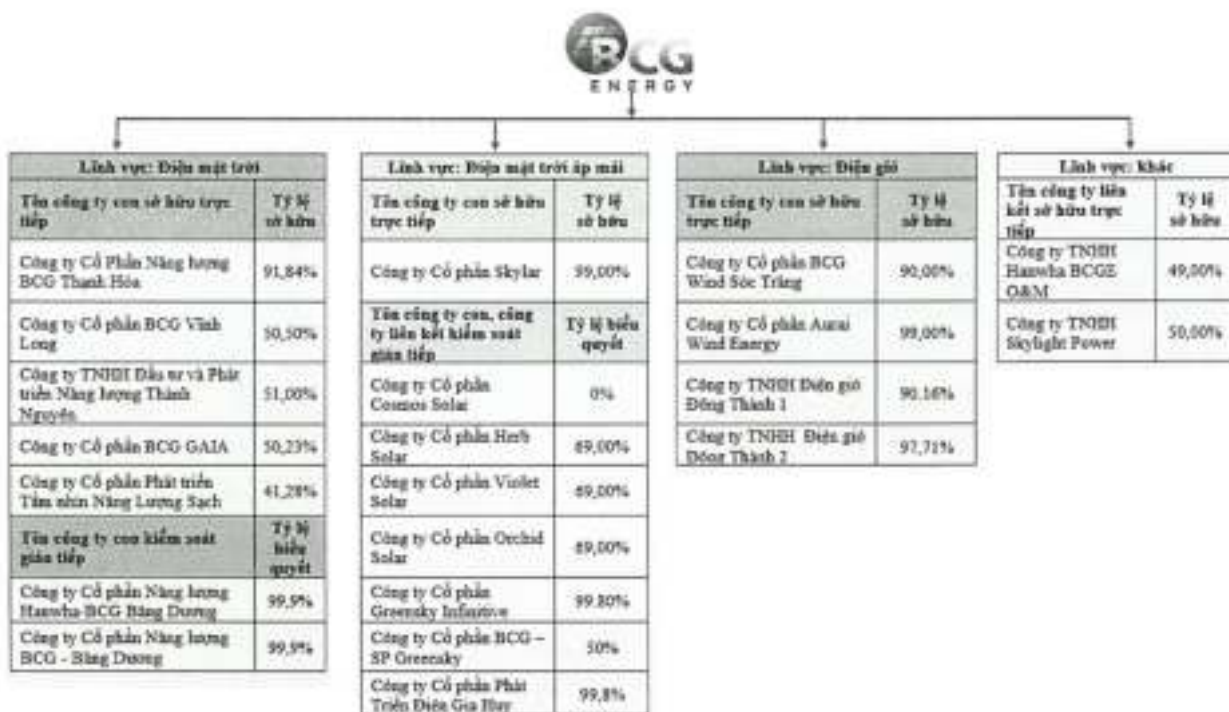 BCG
ENERGY
Lĩnh vực: Điện mặt trời
Tên công ty con sở hữu trực
tiếp
Tỷ lệ
sở hữu
Công ty Cổ Phần Năng lượng
BCG Thanh Hóa
91,84%
Công ty Cổ phần BCG Vĩnh
Long
50,50%
Công ty TNHH Đầu tư và Phát
triển Năng lượng Thành
Nguyên
51,00%
Công ty Cổ phần BCG GAIA
50,23%
Công ty Cổ phần Phát triển
Tầm nhìn Năng Lượng Sạch
41,28%
Tên công ty con kiểm soát
gián tiếp
Tỷ lệ
biểu
quyết
Công ty Cổ phần Năng lượng
Hanwha-BCG Băng Dương
99,9%
Công ty Cổ phần Năng lượng
BCG - Băng Dương
99,9%
Lĩnh vực: Điện mặt trời áp mái
Tên công ty con sở hữu
trực tiếp
Tỷ lệ
sở hữu
Công ty Cổ phần Skylar
99,00%
Tên công ty con, công
ty liên kết kiểm soát
gián tiếp
Tỷ lệ biểu
quyết
Công ty Cổ phần
Cosmos Solar
0%
Công ty Cổ phần Herb
Solar
69,00%
Công ty Cổ phần Violet
Solar
69,00%
Công ty Cổ phần Orchid
Solar
69,00%
Công ty Cổ phần
Greensky Infinitive
99.80%
Công ty Cổ phần BCG –
SP Greensky
50%
Công ty Cổ phần Phát
Triển Điện Gia Huy
99,8%
Lĩnh vực: Điện gió
Tên công ty con sở hữu
trực tiếp
Tỷ lệ
sở hữu
Công ty Cổ phần BCG
Wind Sóc Trăng
90,00%
Công ty Cổ phần Aurai
Wind Energy
99,00%
Công ty TNHH Điện gió
Đông Thành 1
90.16%
Công ty TNHH Điện gió
Đông Thành 2
97,71%
Lĩnh vực: khác
Tên công ty liên
kết sở hữu trực
tiếp
Tỷ lệ
sở hữu
Công ty TNHH
Hanwha BCGE
O&M
49,00%
Công ty TNHH
Skylight Power
50,00%